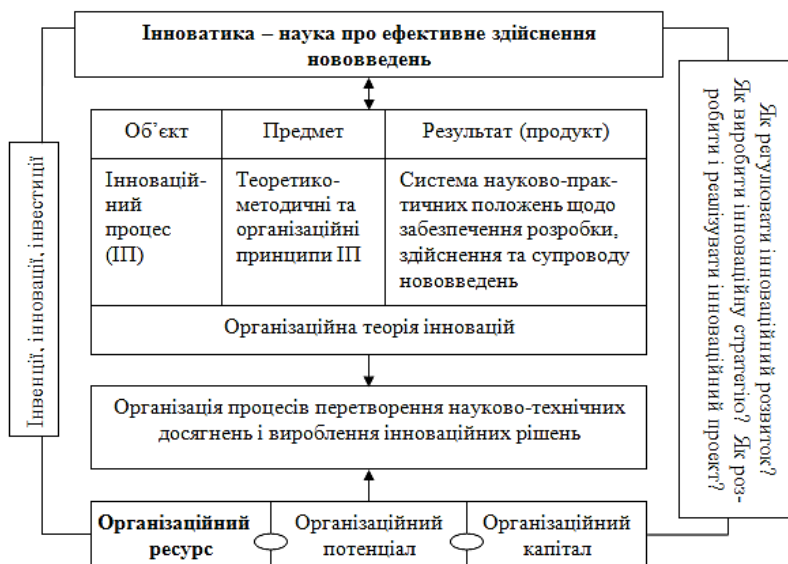 Інноватика – наука про ефективне здійснення
нововведень
Інвенції, інновації, інвестиції
Об’єкт
Предмет
Результат (продукт)
Інновацій-
ний
процес
(ІП)
Теоретико-
методичні та
організаційні
принципи ІП
Система науково-прак-
тичних положень щодо
забезпечення розробки,
здійснення та супроводу
нововведень
Організаційна теорія інновацій
Організація процесів перетворення науково-технічних
досягнень і вироблення інноваційних рішень
Організаційний
ресурс
Організаційний
потенціал
Організаційний
капітал
Як регулювати інноваційний розвиток?
Як виробити інноваційну стратегію? Як роз-
робити і реалізувати інноваційний проект?